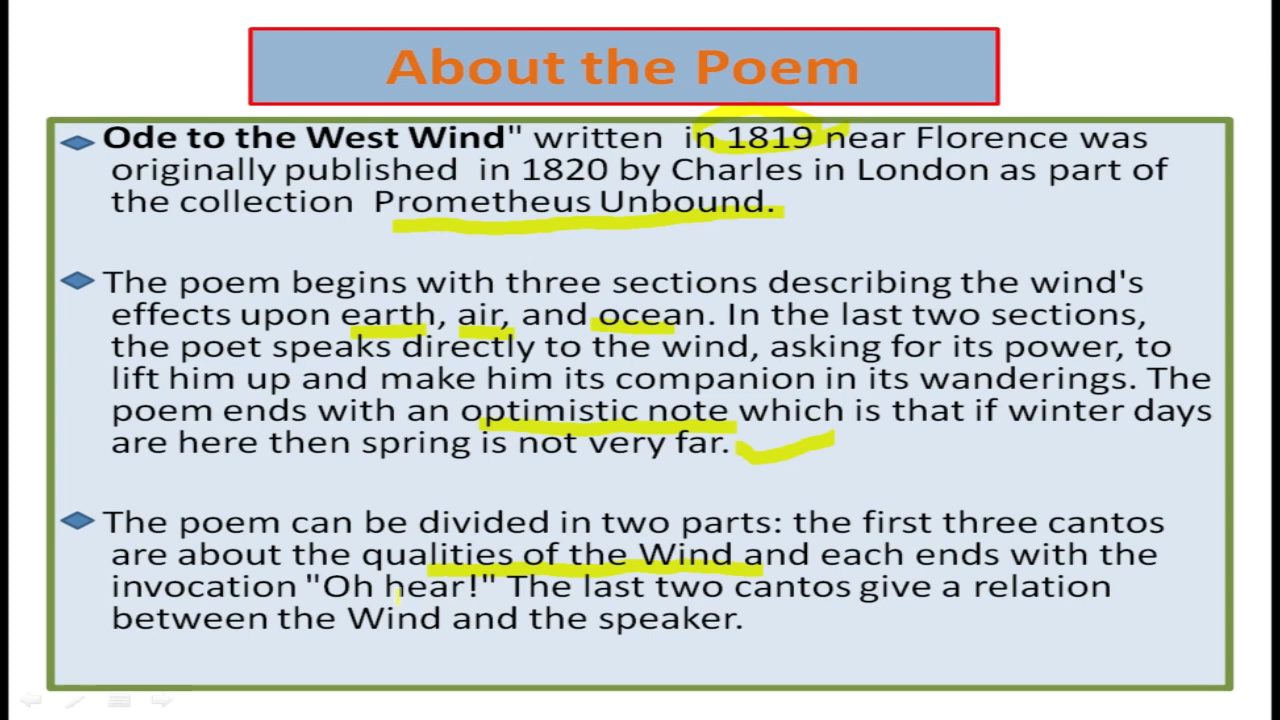 About the Poem
Ode to the West Wind" written in 1819 near Florence was
originally published in 1820 by Charles in London as part of
the collection Prometheus Unbound.
The poem begins with three sections describing the wind's
effects upon earth, air, and ocean. In the last two sections,
the poet speaks directly to the wind, asking for its power, to
lift him up and make him its companion in its wanderings. The
poem ends with an optimistic note which is that if winter days
are here then spring is not very far.
The poem can be divided in two parts: the first three cantos
are about the qualities of the Wind and each ends with the
invocation "Oh hear!" The last two cantos give a relation
between the Wind and the speaker.